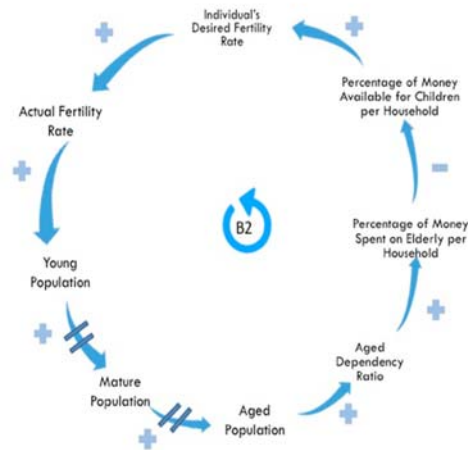 Individual's
Desired Fertility
Rate
+
+
Percentage of Money
Available for Children
per Household
Actual Fertility
Rate
+
−
B2
Percentage of Money
Spent on Elderly per
Household
Young
Population
+
+
Aged
Dependency
Ratio
Mature
Population
Aged
Population
+
+